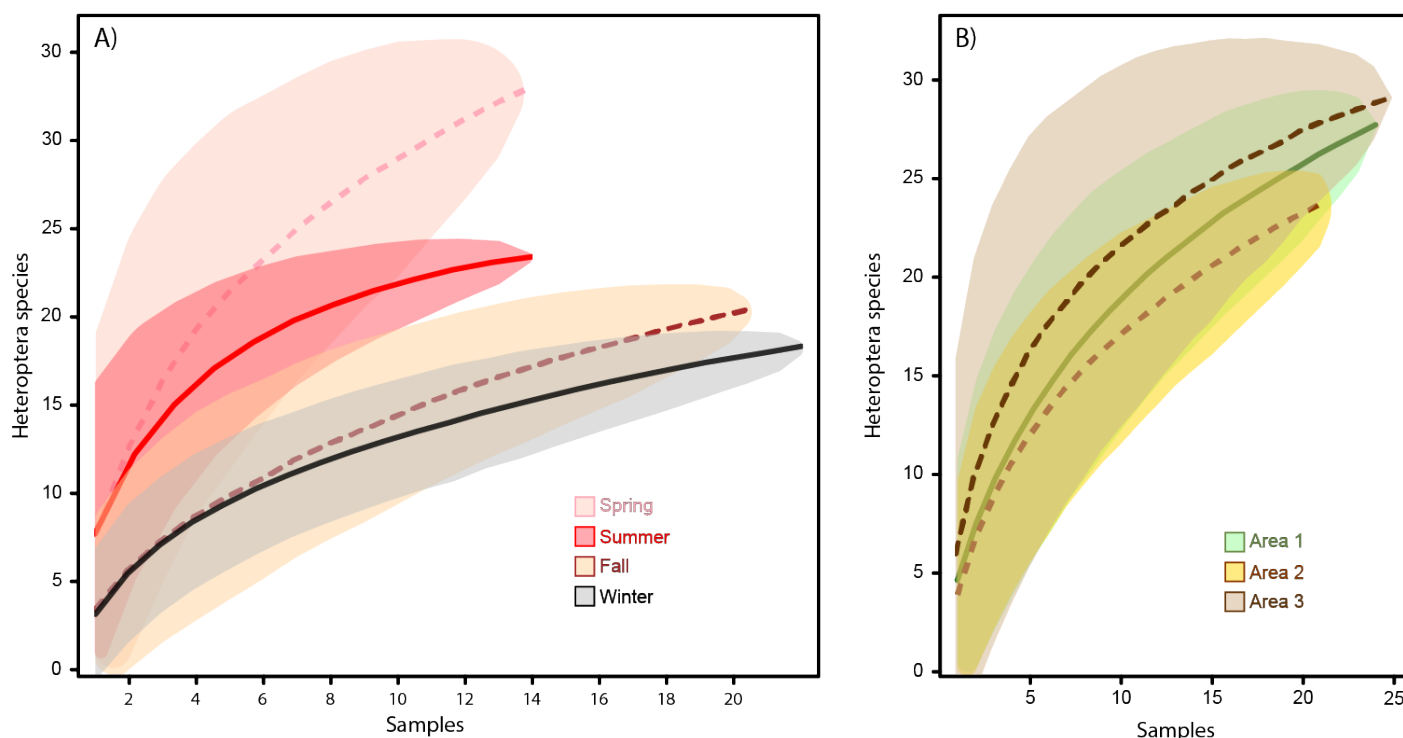 A)
30
30
25
20
15
10
5
0
Heteroptera species
Spring
Summer
Fall
Winter
2 4 6 8 10 12 14 16 18 20
Samples
B)
30
25
20
15
10
5
0
Heteroptera species
Area 1
Area 2
Area 3
5 10 15 20 25
Samples